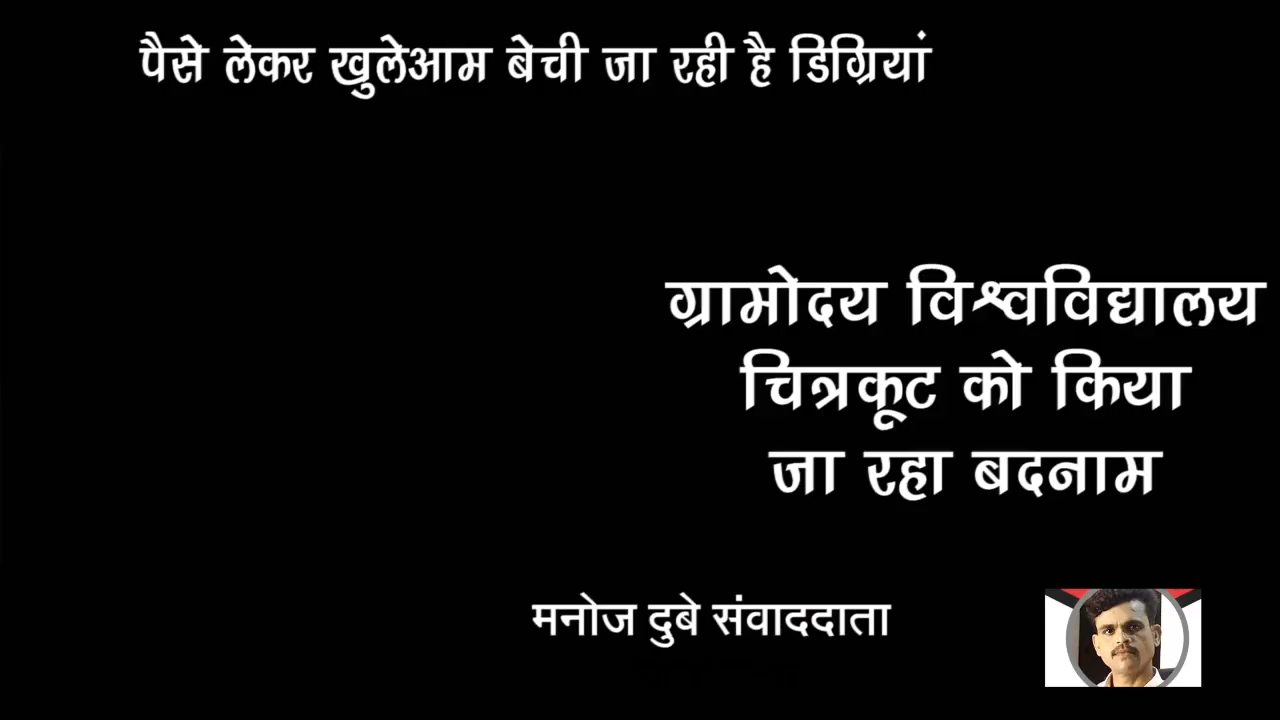 पैसे लेकर खुलेआम बेची जा रही है डिग्रियां
ग्रामोदय विश्वविद्यालय
चित्रकूट को किया
जा रहा बदनाम
मनोज दुबे संवाददाता